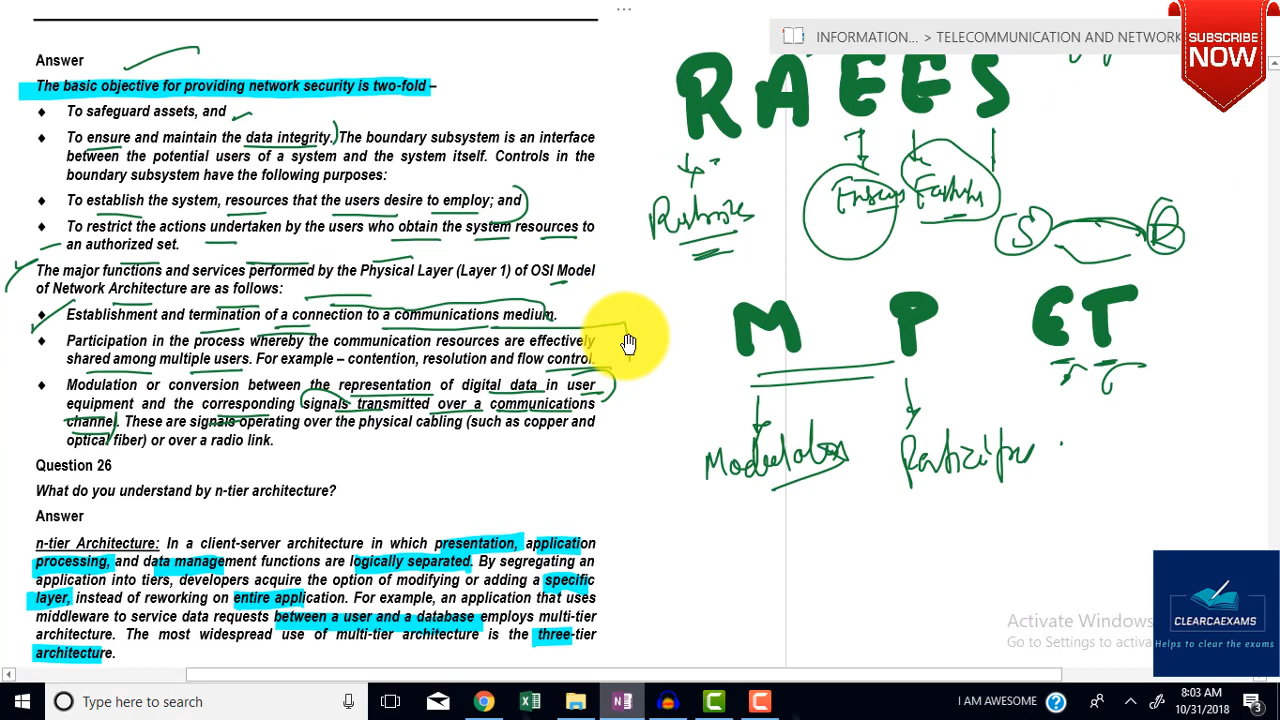 INFORMATION... > TELECOMMUNICATION AND NETWORK
SUBSCRIBE
NOW
Answer
The basic objective for providing network security is two-fold –
♦ To safeguard assets, and
♦ To ensure and maintain the data integrity. The boundary subsystem is an interface
between the potential users of a system and the system itself. Controls in the
boundary subsystem have the following purposes:
♦ To establish the system, resources that the users desire to employ; and
♦ To restrict the actions undertaken by the users who obtain the system resources to
an authorized set.
The major functions and services performed by the Physical Layer (Layer 1) of OSI Model
of Network Architecture are as follows:
♦ Establishment and termination of a connection to a communications medium.
♦ Participation in the process whereby the communication resources are effectively
shared among multiple users. For example – contention, resolution and flow control.
♦ Modulation or conversion between the representation of digital data in user
equipment and the corresponding signals transmitted over a communications
channel. These are signals operating over the physical cabling (such as copper and
optical fiber) or over a radio link.
Question 26
What do you understand by n-tier architecture?
Answer
n-tier Architecture: In a client-server architecture in which presentation, application
processing, and data management functions are logically separated. By segregating an
application into tiers, developers acquire the option of modifying or adding a specific
layer, instead of reworking on entire application. For example, an application that uses
middleware to service data requests between a user and a database employs multi-tier
architecture. The most widespread use of multi-tier architecture is the three-tier
architecture.
RAEES
S R
M P ET
Modulation
Activate Windows
Go to Settings to activa
CLEARCAEXAMS
Helps to clear the exams
Type here to search
I AM AWESOME
8:03 AM
10/31/2018
3